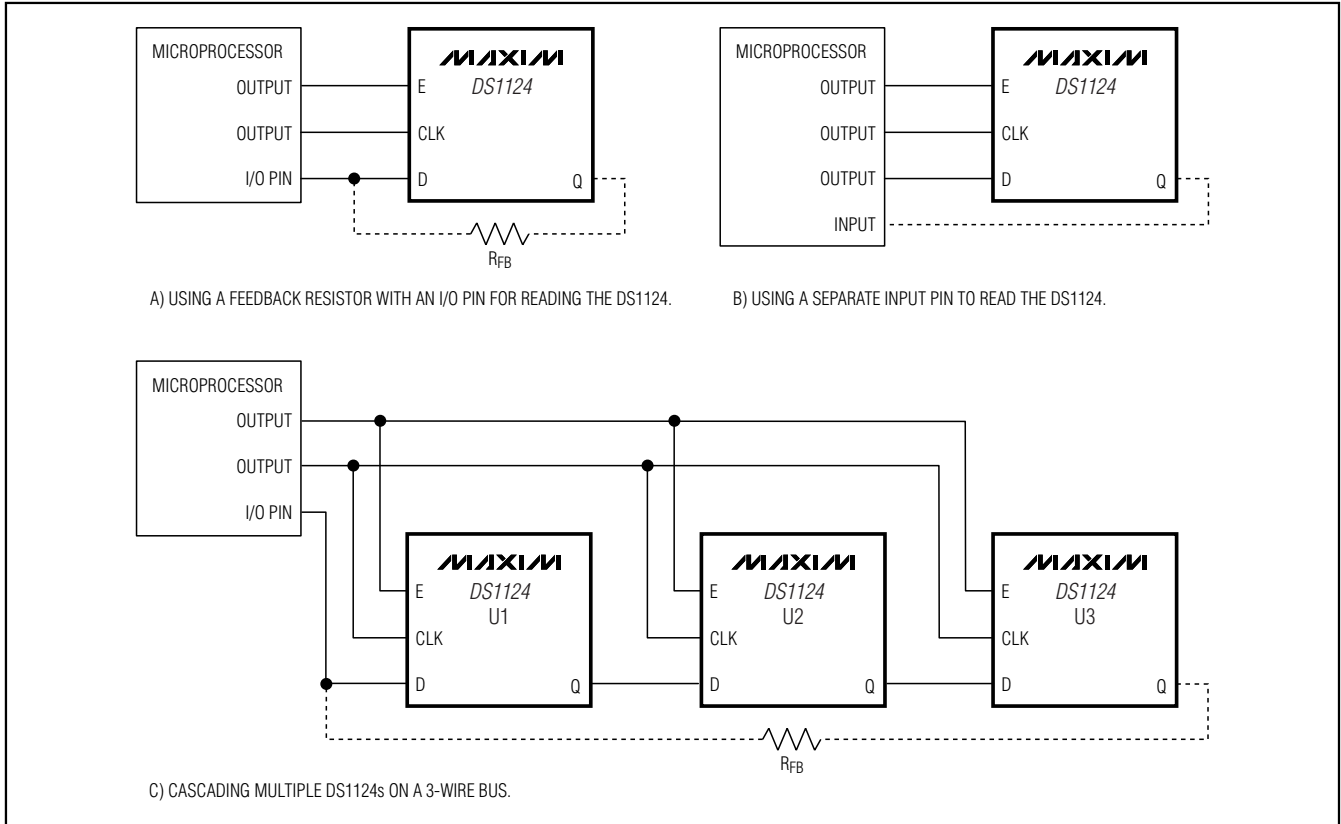 MICROPROCESSOR
OUTPUT
OUTPUT
I/O PIN
MAXIM
DS1124
E
CLK
D
Q
RFB
A) USING A FEEDBACK RESISTOR WITH AN I/O PIN FOR READING THE DS1124.
MICROPROCESSOR
OUTPUT
OUTPUT
OUTPUT
INPUT
MAXIM
DS1124
E
CLK
D
Q
B) USING A SEPARATE INPUT PIN TO READ THE DS1124.
MICROPROCESSOR
OUTPUT
OUTPUT
I/O PIN
MAXIM
DS1124
U1
E
CLK
D
Q
MAXIM
DS1124
U2
E
CLK
D
Q
MAXIM
DS1124
U3
E
CLK
D
Q
RFB
C) CASCADING MULTIPLE DS1124s ON A 3-WIRE BUS.